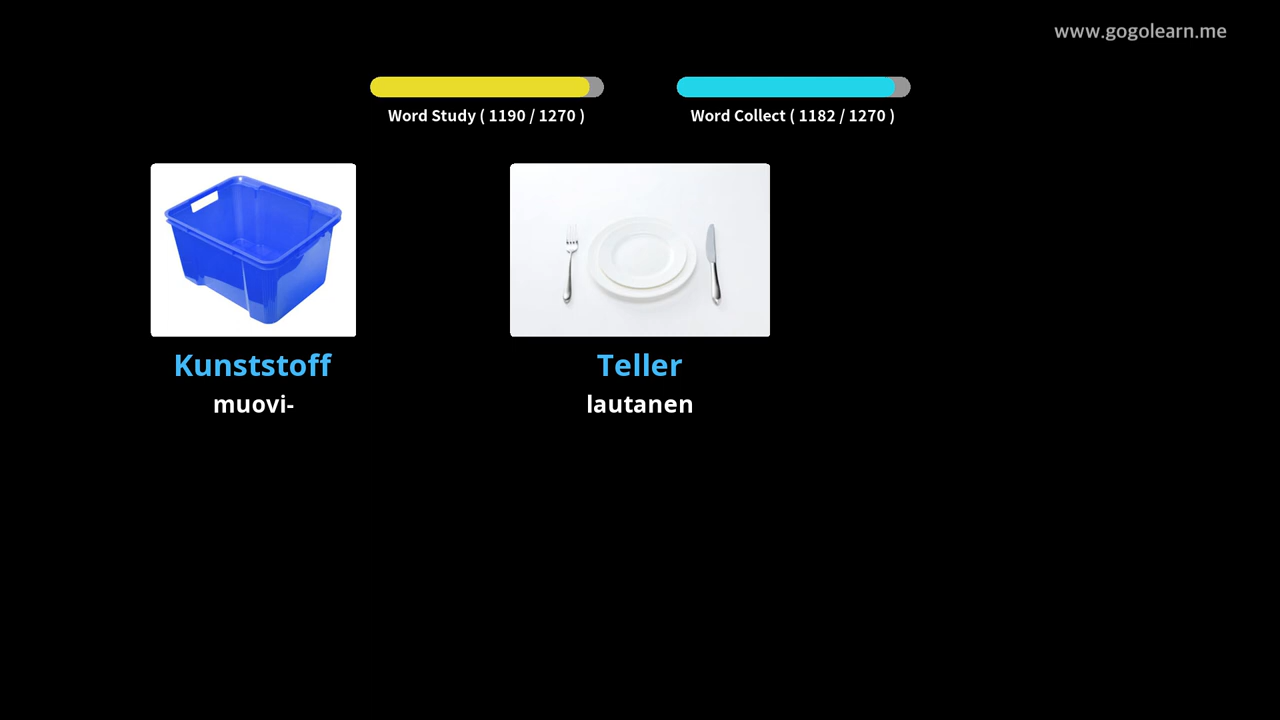 www.gogolearn.me
Word Study ( 1190 / 1270 )
Word Collect ( 1182 / 1270 )
Kunststoff
muovi-
Teller
lautanen